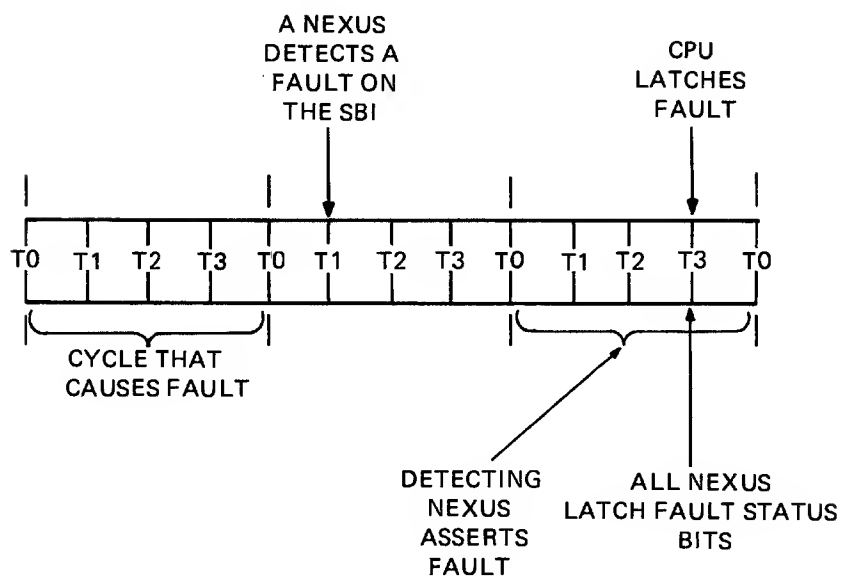 A NEXUS
DETECTS A
FAULT ON
THE SBI
CPU
LATCHES
FAULT
T0 T1 T2 T3 T0 T1 T2 T3 T0 T1 T2 T3 T0
CYCLE THAT
CAUSES FAULT
DETECTING
NEXUS
ASSERTS
FAULT
ALL NEXUS
LATCH FAULT STATUS
BITS